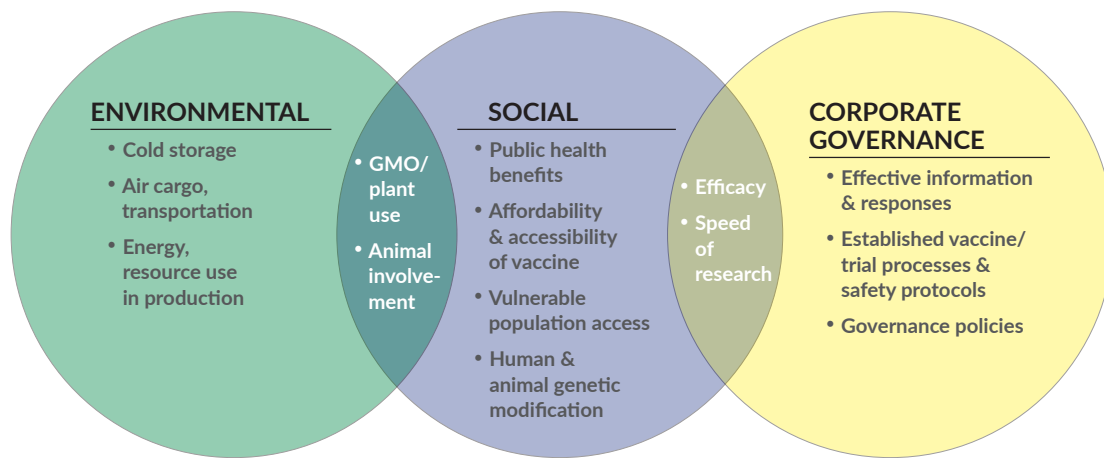 ENVIRONMENTAL
• Cold storage
• Air cargo,
transportation
• Energy,
resource use
in production
• GMO/
plant
use
• Animal
involve-
ment
SOCIAL
• Public health
benefits
• Affordability
& accessibility
of vaccine
• Vulnerable
population access
• Human &
animal genetic
modification
• Efficacy
• Speed
of
research
CORPORATE
GOVERNANCE
• Effective information
& responses
• Established vaccine/
trial processes &
safety protocols
• Governance policies